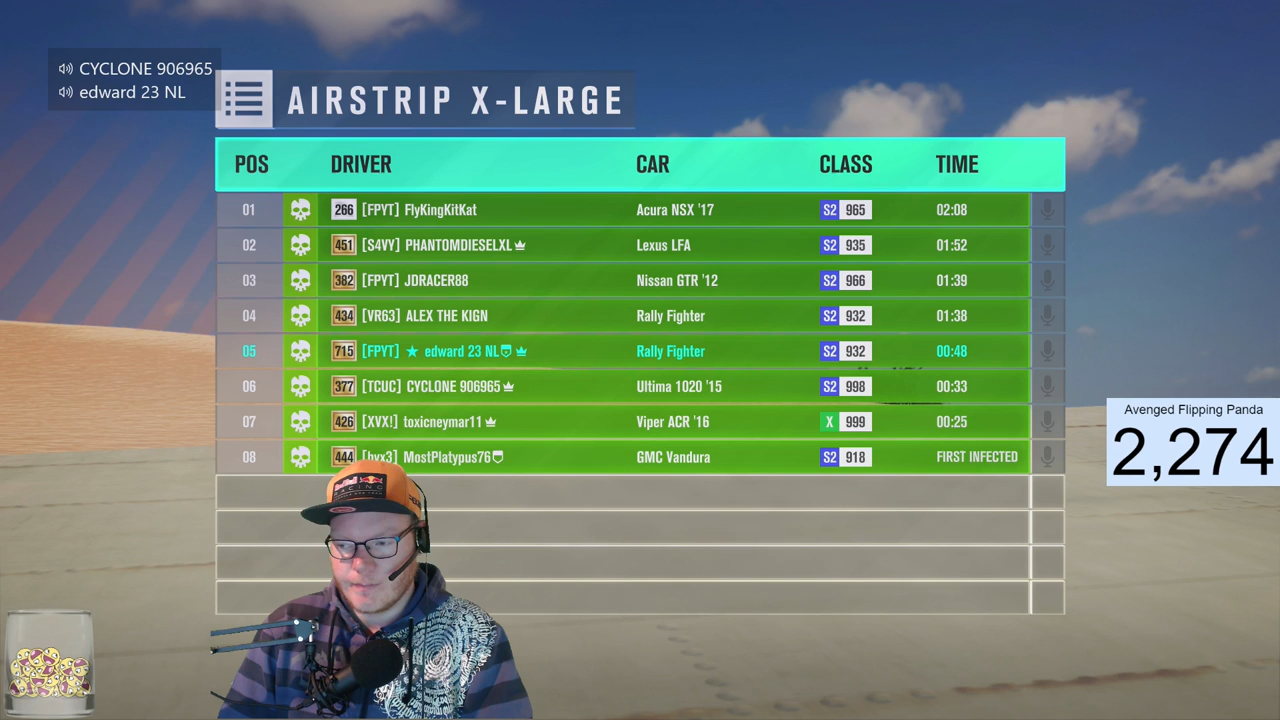 CYCLONE 906965
edward 23 NL
AIRSTRIP X-LARGE
POS DRIVER CAR CLASS TIME
01 266 [FPYT] FlyKingKitKat Acura NSX '17 S2 965 02:08
02 451 [S4VY] PHANTOMDIESELXL Lexus LFA S2 935 01:52
03 382 [FPYT] JDRACER88 Nissan GTR '12 S2 966 01:39
04 434 [VR63] ALEX THE KIGN Rally Fighter S2 932 01:38
05 715 [FPYT] ★ edward 23 NL Rally Fighter S2 932 00:48
06 377 [TCUC] CYCLONE 906965 Ultima 1020 '15 S2 998 00:33
07 426 [XVX!] toxicneymar11 Viper ACR '16 X 999 00:25
08 444 MostPlatypus76 GMC Vandura S2 918 FIRST INFECTED
Avenged Flipping Panda
2,274
Red Bull
RACING